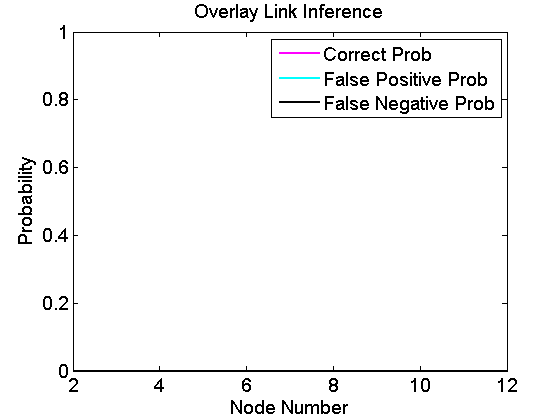 Overlay Link Inference
Correct Prob
False Positive Prob
False Negative Prob
Probability
1
0.8
0.6
0.4
0.2
0
2 4 6 8 10 12
Node Number